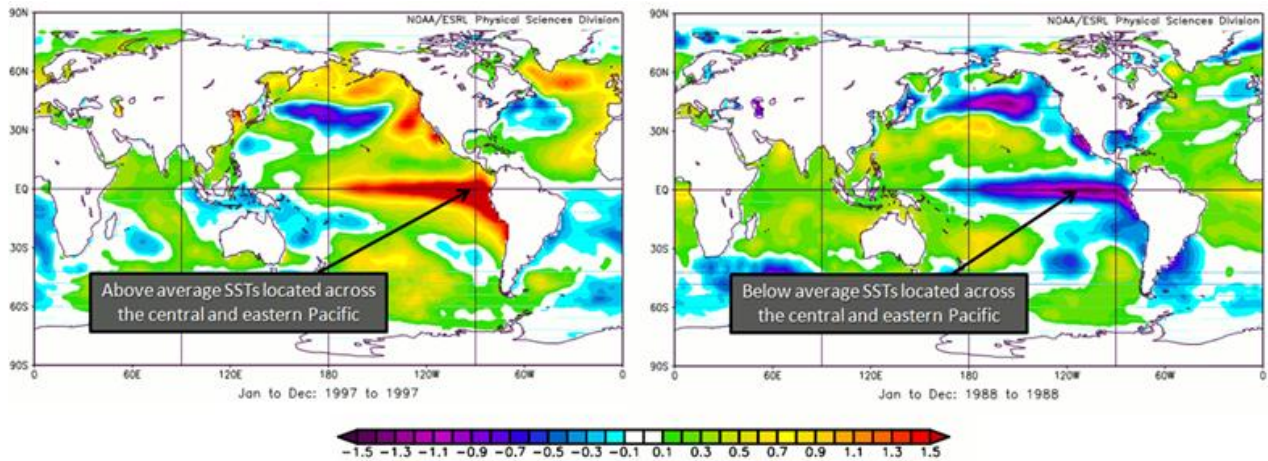 NOAA/ESRL Physical Sciences Division
90N
60N
30N
EQ
30S
60S
90S
0 60E 120E 180 120W 60W 0
Above average SSTs located across
the central and eastern Pacific
Jan to Dec: 1997 to 1997
NOAA/ESRL Physical Sciences Division
90N
60N
30N
EQ
30S
60S
90S
0 60E 120E 180 120W 60W 0
Below average SSTs located across
the central and eastern Pacific
Jan to Dec: 1988 to 1988
-1.5 -1.3 -1.1 -0.9 -0.7 -0.5 -0.3 -0.1 0.1 0.3 0.5 0.7 0.9 1.1 1.3 1.5